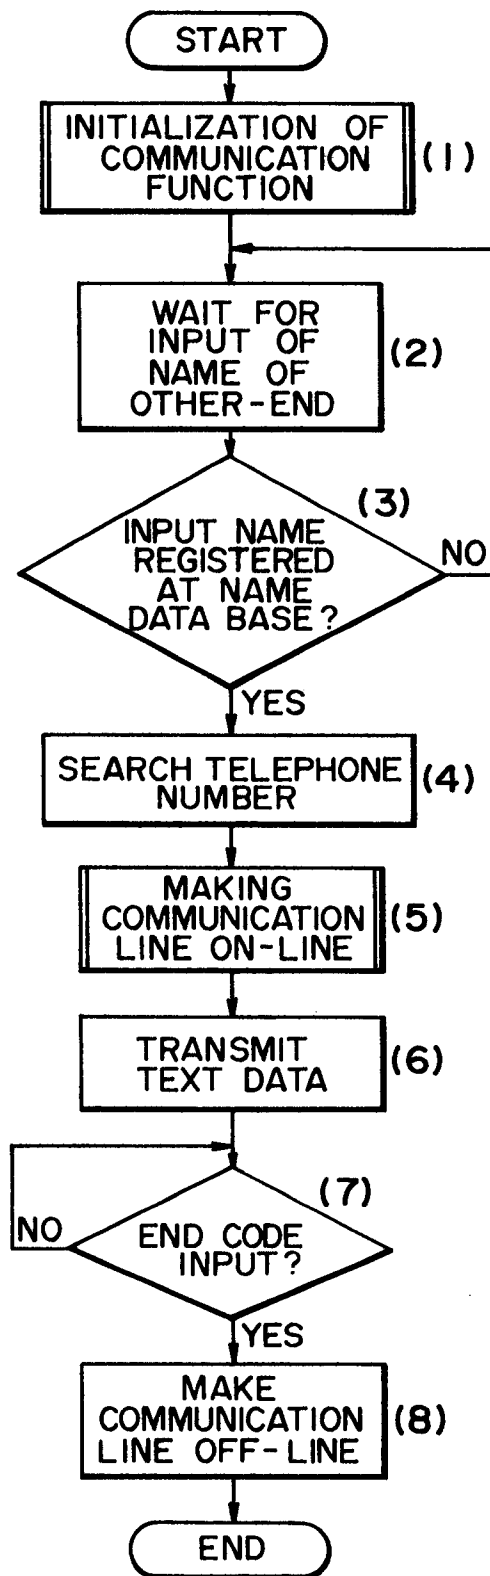 START
INITIALIZATION OF
COMMUNICATION
FUNCTION
(1)
WAIT FOR
INPUT OF
NAME OF
OTHER-END
(2)
(3)
INPUT NAME
REGISTERED
AT NAME
DATA BASE?
NO
YES
SEARCH TELEPHONE
NUMBER
(4)
MAKING
COMMUNICATION
LINE ON-LINE
(5)
TRANSMIT
TEXT DATA
(6)
(7)
NO
END CODE
INPUT?
YES
MAKE
COMMUNICATION
LINE OFF-LINE
(8)
END